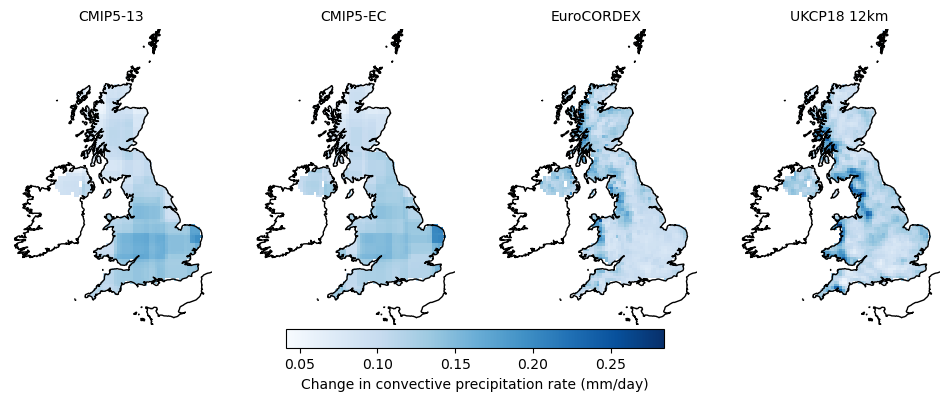 CMIP5-13
CMIP5-EC
EuroCORDEX
UKCP18 12km
0.05
0.10
0.15
0.20
0.25
Change in convective precipitation rate (mm/day)